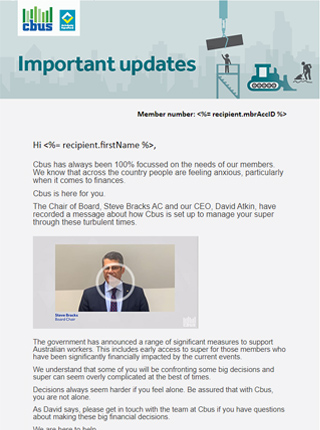 cbus
Important updates
Member number: <%= recipient.mbrAccID %>
Hi <%= recipient.firstName %>,
Cbus has always been 100% focussed on the needs of our members.
We know that across the country people are feeling anxious, particularly
when it comes to finances.
Cbus is here for you.
The Chair of Board, Steve Bracks AC and our CEO, David Atkin, have
recorded a message about how Cbus is set up to manage your super
through these turbulent times.
Steve Bracks
Board Chair
The government has announced a range of significant measures to support
Australian workers. This includes early access to super for those members who
have been significantly financially impacted by the current events.
We understand that some of you will be confronting some big decisions and
super can seem overly complicated at the best of times.
Decisions always seem harder if you feel alone. Be assured that with Cbus,
you are not alone.
As David says, please get in touch with the team at Cbus if you have questions
about making these big financial decisions.
We are here to help